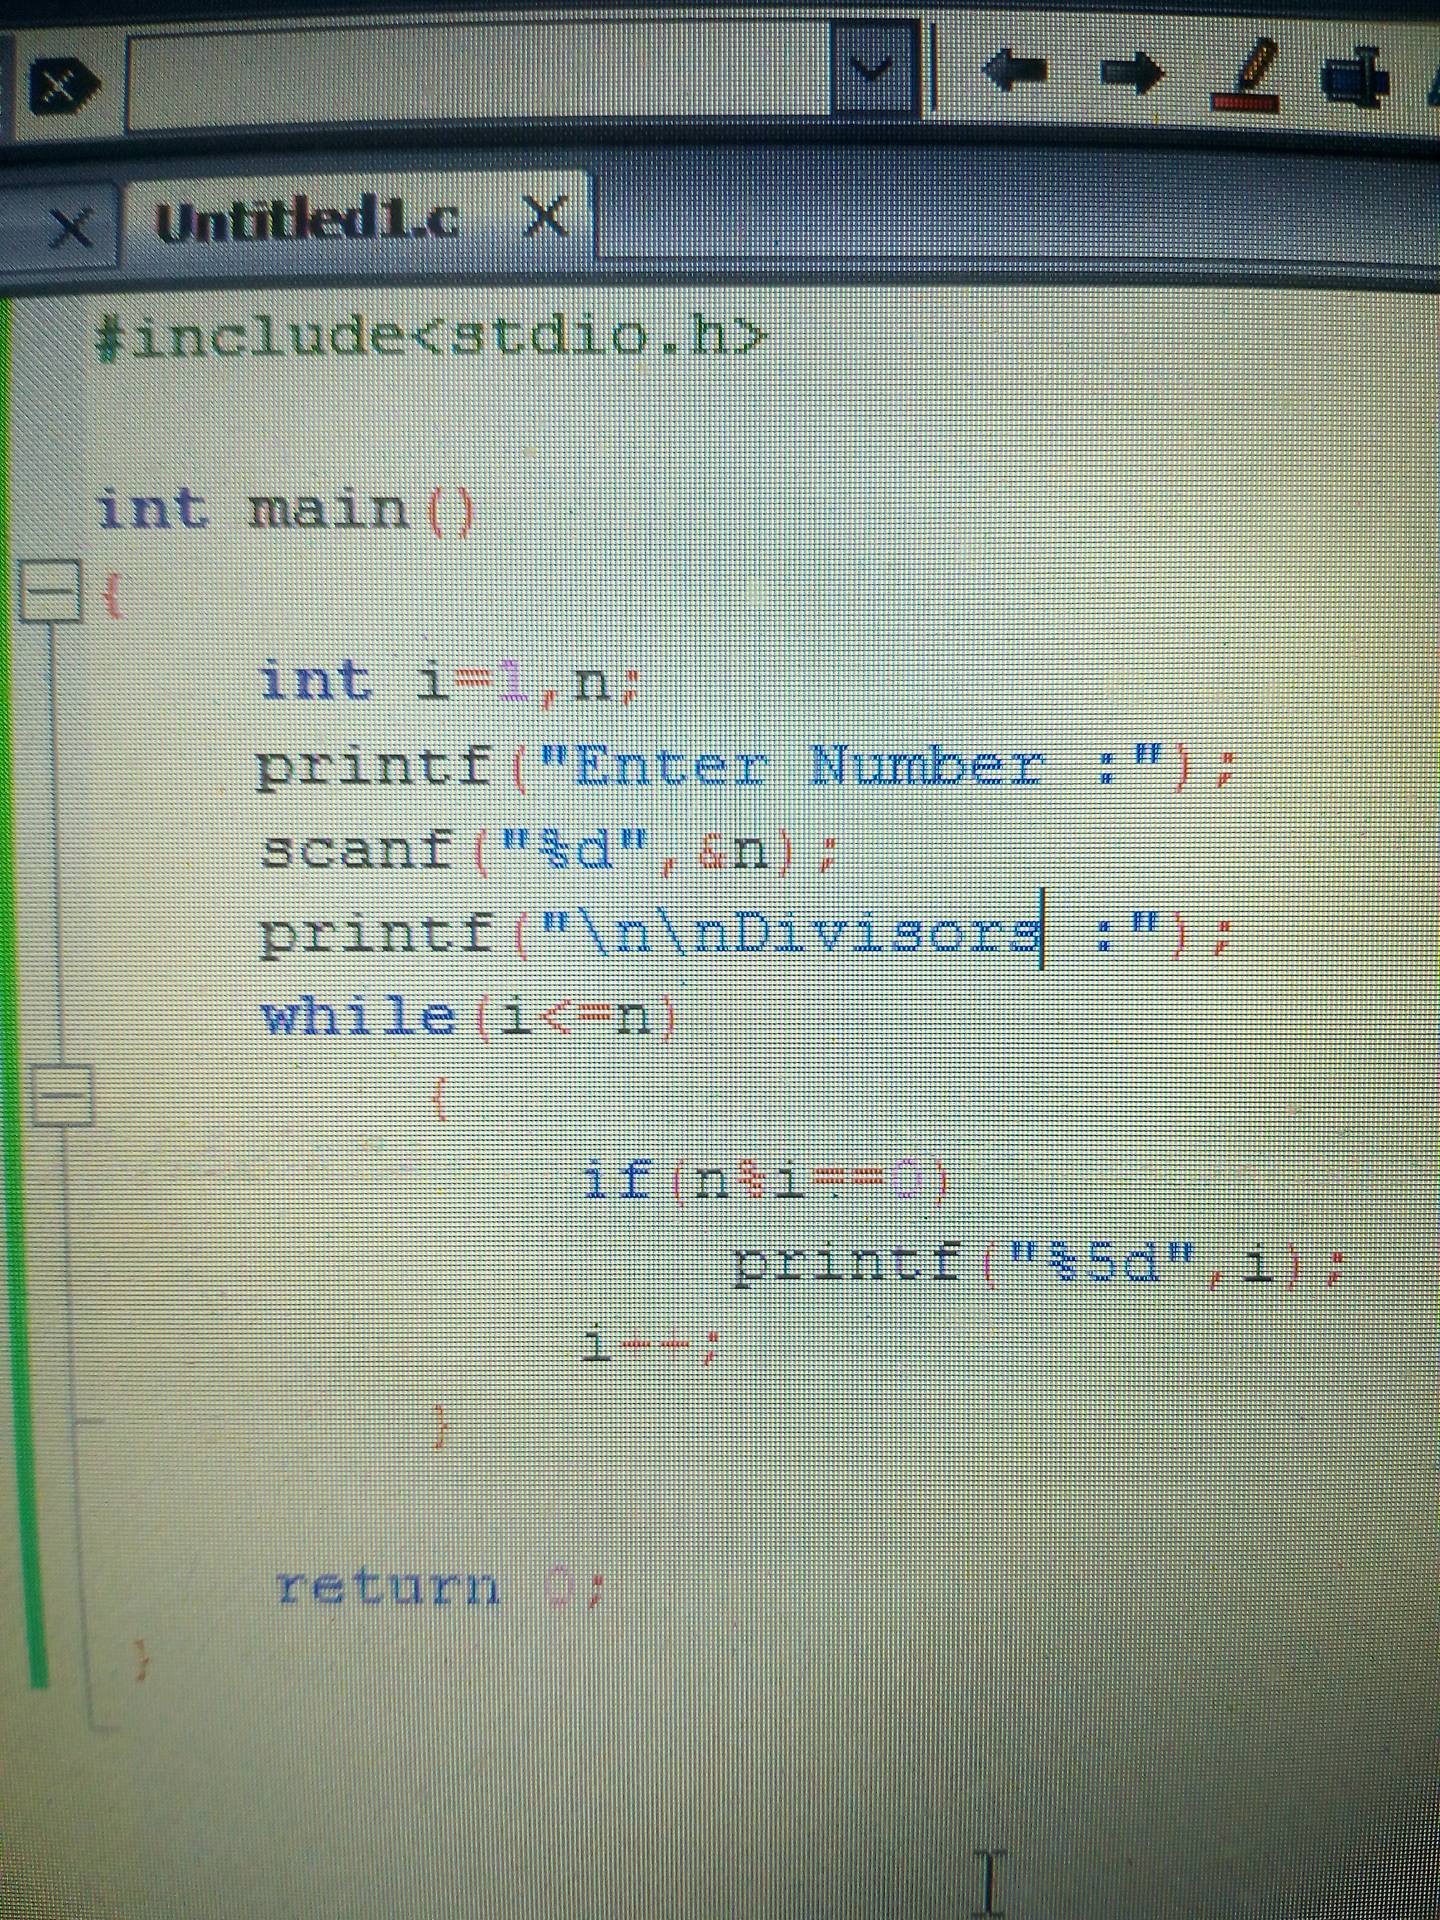 Untitled1.c
#include<stdio.h>
int main()
{
int i=1,n;
printf("Enter Number :");
scanf("%d",&n);
printf("\n\nDivisors :");
while(i<=n)
{
if(n%i==0)
printf("%5d",i);
i++;
}
return 0;
}